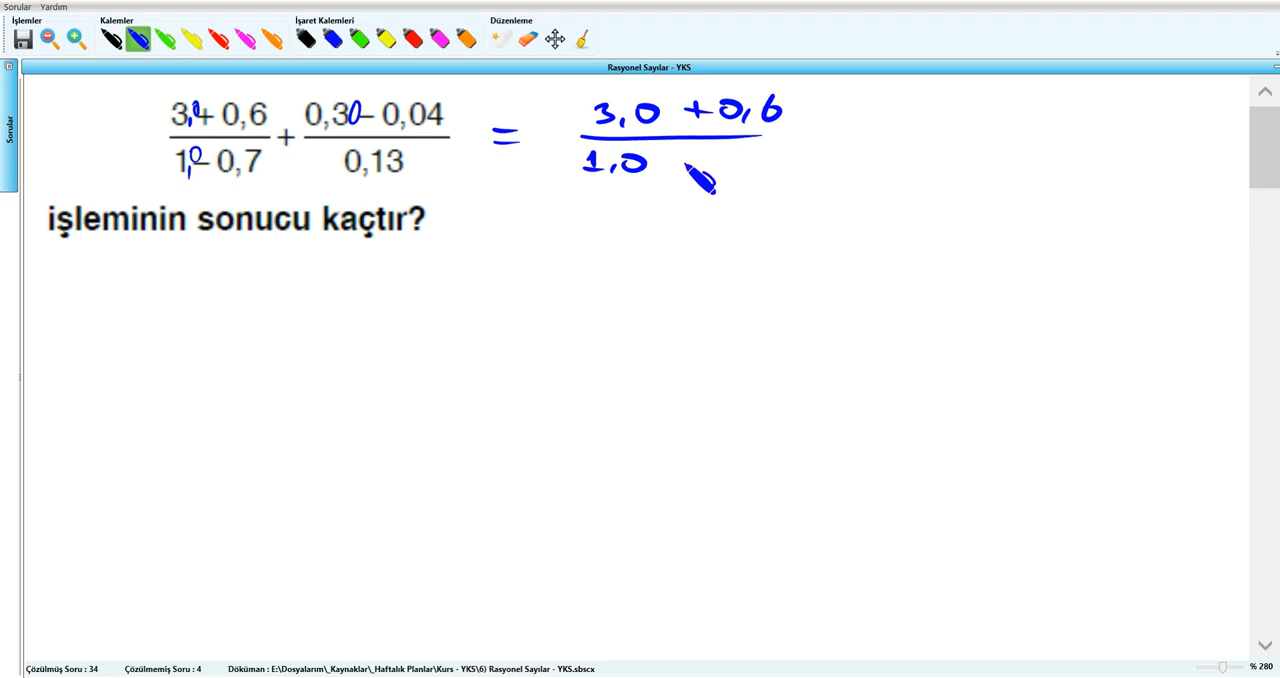 Sorular Yardım
İşlemler Kalemler İşaret Kalemleri Düzenleme
Rasyonel Sayılar - YKS
Sorular
3,0 + 0,6 0,30 - 0,04 3,0 + 0,6
+ =
1,0 - 0,7 0,13 1,0
işleminin sonucu kaçtır?
Çözülmüş Soru : 34 Çözülmemiş Soru : 4 Döküman : E:\Dosyalarım\_Kaynaklar\_Haftalık Planlar\Kurs - YKS\6) Rasyonel Sayılar - YKS.sbscx % 280